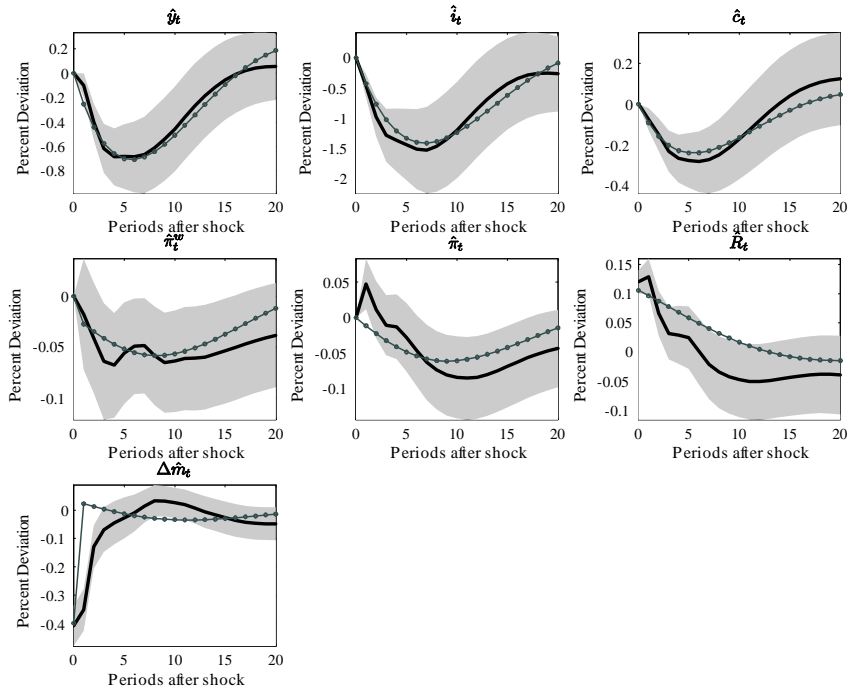 ŷₜ
Percent Deviation
0.2
0
-0.2
-0.4
-0.6
-0.8
0 5 10 15 20
Periods after shock
îₜ
Percent Deviation
0
-0.5
-1
-1.5
-2
0 5 10 15 20
Periods after shock
ĉₜ
Percent Deviation
0.2
0
-0.2
-0.4
0 5 10 15 20
Periods after shock
π̂ₜʷ
Percent Deviation
0
-0.05
-0.1
0 5 10 15 20
Periods after shock
π̂ₜ
Percent Deviation
0.05
0
-0.05
-0.1
0 5 10 15 20
Periods after shock
R̂ₜ
Percent Deviation
0.15
0.1
0.05
0
-0.05
-0.1
0 5 10 15 20
Periods after shock
Δm̂ₜ
Percent Deviation
0
-0.1
-0.2
-0.3
-0.4
0 5 10 15 20
Periods after shock